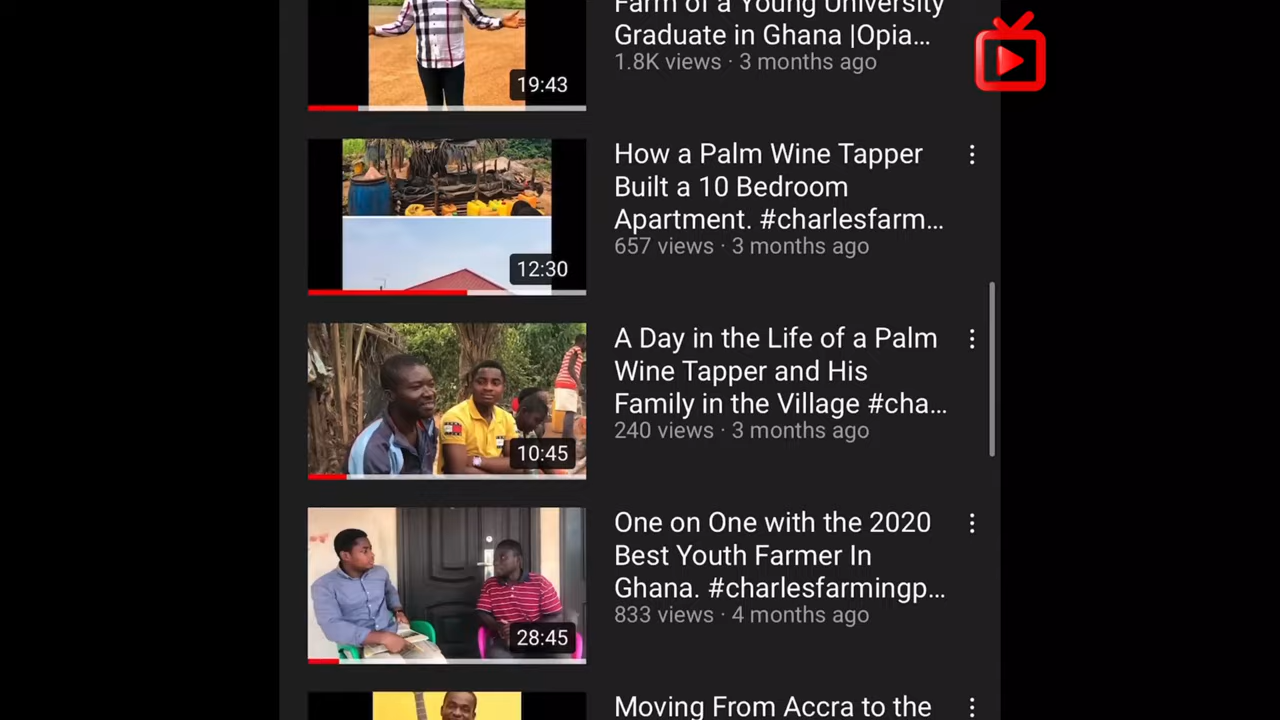 Farm of a Young University
Graduate in Ghana |Opia...
1.8K views · 3 months ago
19:43
How a Palm Wine Tapper
Built a 10 Bedroom
Apartment. #charlesfarm...
657 views · 3 months ago
12:30
A Day in the Life of a Palm
Wine Tapper and His
Family in the Village #cha...
240 views · 3 months ago
10:45
One on One with the 2020
Best Youth Farmer In
Ghana. #charlesfarmingp...
833 views · 4 months ago
28:45
Moving From Accra to the